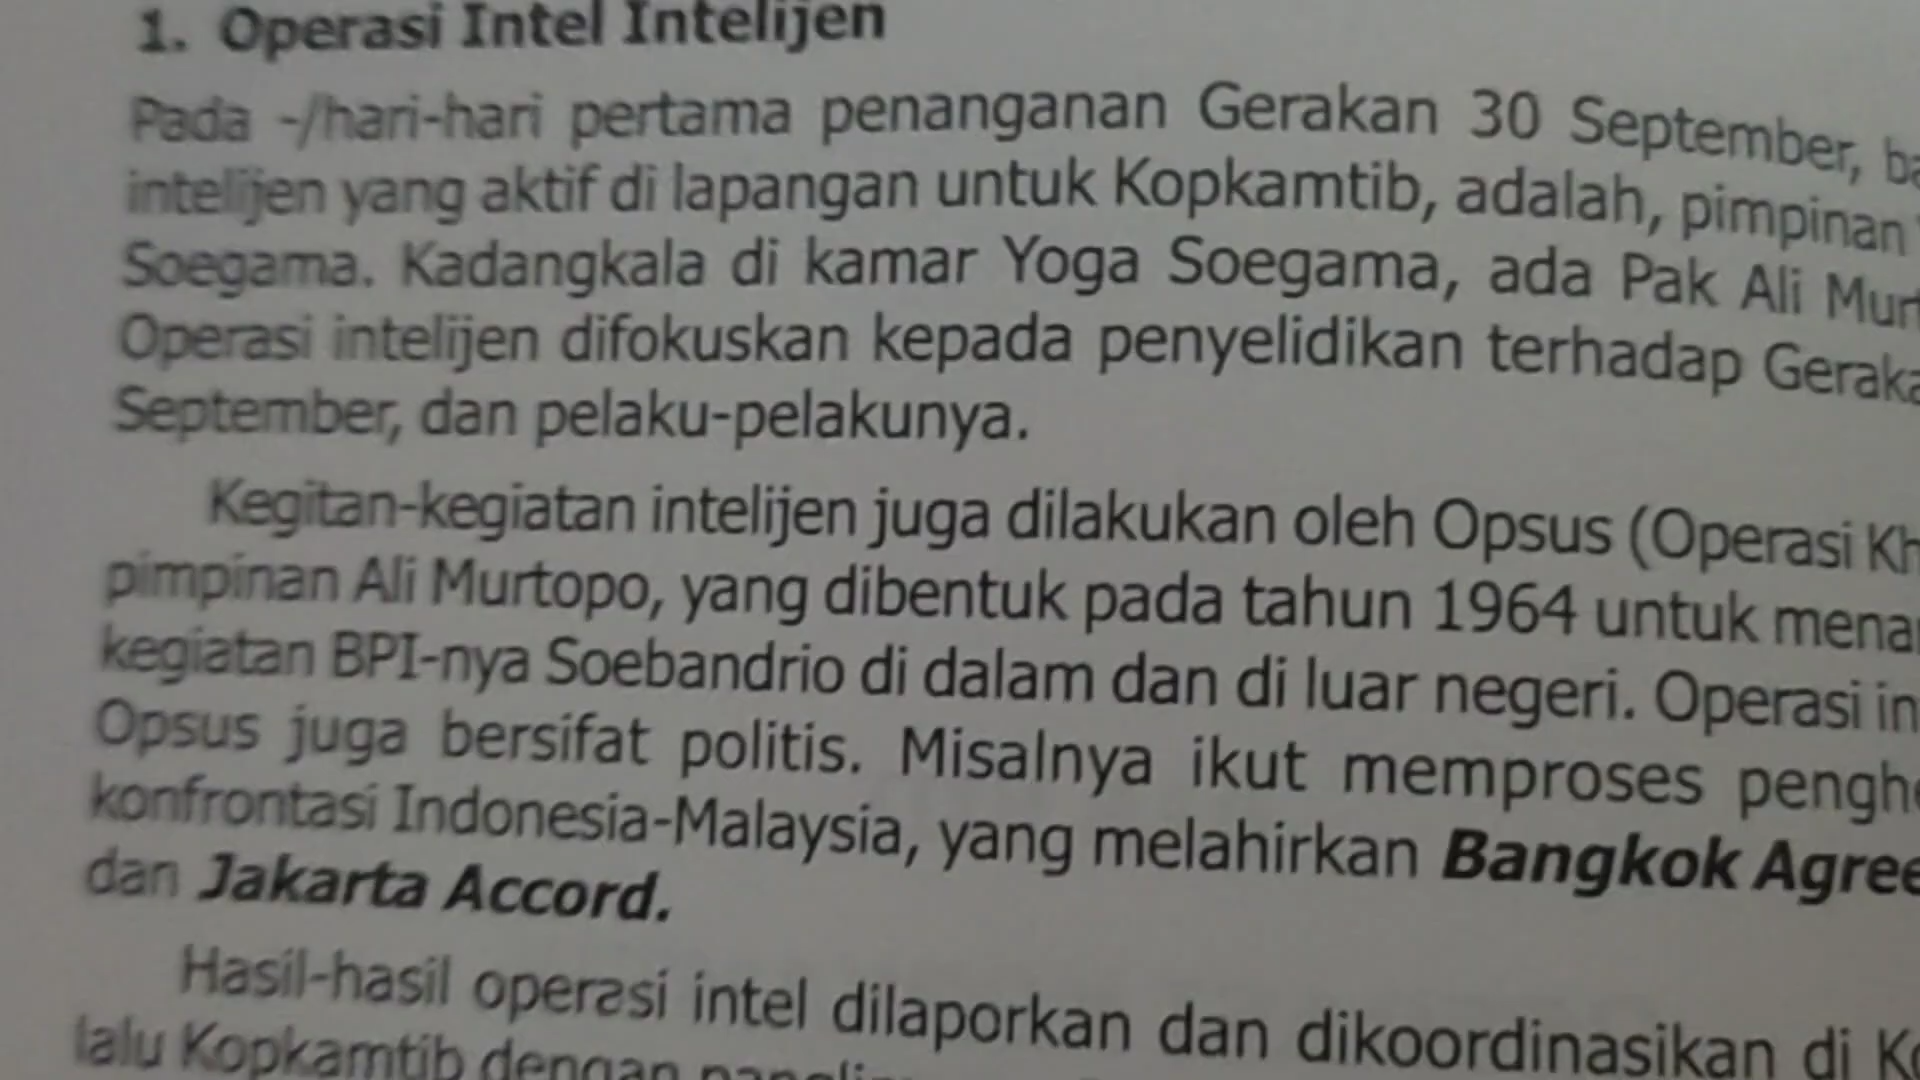 1. Operasi Intel Intelijen
Pada -/hari-hari pertama penanganan Gerakan 30 September,
intelijen yang aktif di lapangan untuk Kopkamtib, adalah, pimpinan
Soegama. Kadangkala di kamar Yoga Soegama, ada Pak Ali
Operasi intelijen difokuskan kepada penyelidikan terhadap
September, dan pelaku-pelakunya.
Kegitan-kegiatan intelijen juga dilakukan oleh Opsus (Operasi
pimpinan Ali Murtopo, yang dibentuk pada tahun 1964 untuk
kegiatan BPI-nya Soebandrio di dalam dan di luar negeri. Operasi
Opsus juga bersifat politis. Misalnya ikut memproses
konfrontasi Indonesia-Malaysia, yang melahirkan Bangkok
dan Jakarta Accord.
Hasil-hasil operasi intel dilaporkan dan dikoordinasikan di
lalu Kopkamtib dengan